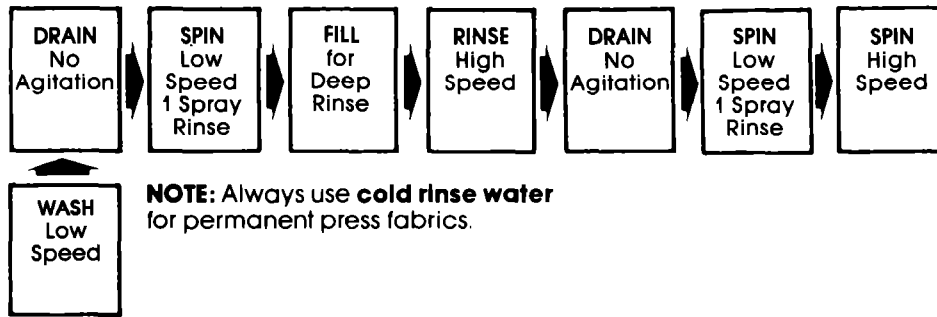 DRAIN
No
Agitation
SPIN
Low
Speed
1 Spray
Rinse
FILL
for
Deep
Rinse
RINSE
High
Speed
DRAIN
No
Agitation
SPIN
Low
Speed
1 Spray
Rinse
SPIN
High
Speed
WASH
Low
Speed
NOTE: Always use cold rinse water
for permanent press fabrics.